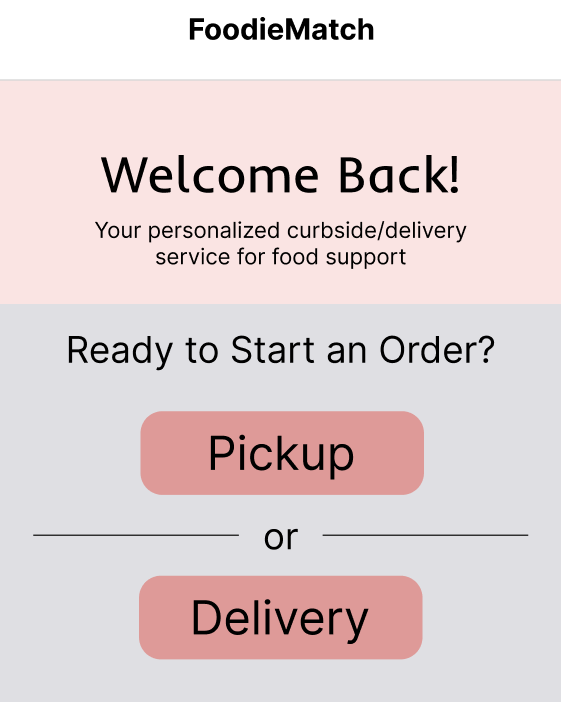 FoodieMatch
Welcome Back!
Your personalized curbside/delivery
service for food support
Ready to Start an Order?
Pickup
or
Delivery